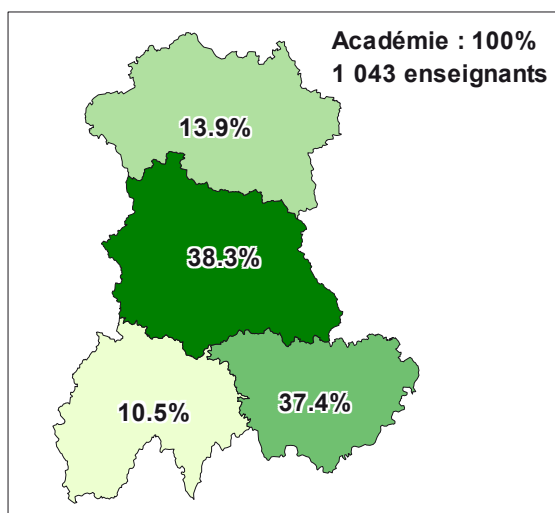 Académie : 100%
1 043 enseignants
13.9%
38.3%
10.5%
37.4%